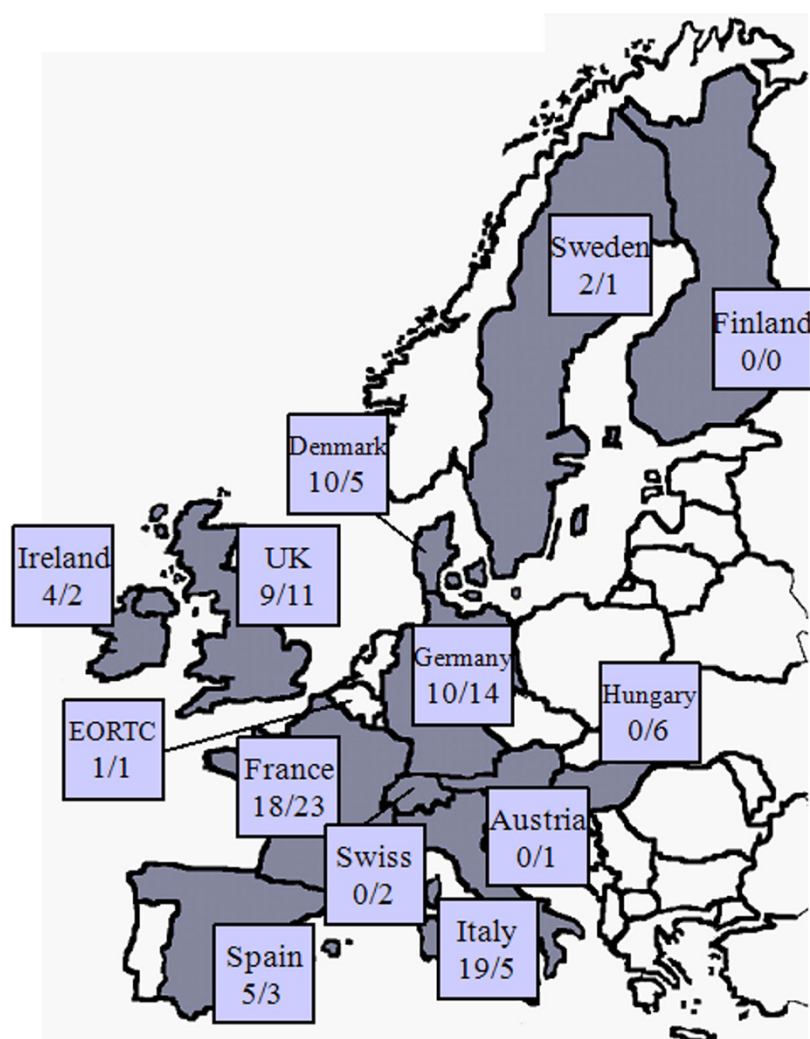 Sweden
2/1
Finland
0/0
Denmark
10/5
Ireland
4/2
UK
9/11
Germany
10/14
Hungary
0/6
EORTC
1/1
France
18/23
Austria
0/1
Swiss
0/2
Italy
19/5
Spain
5/3